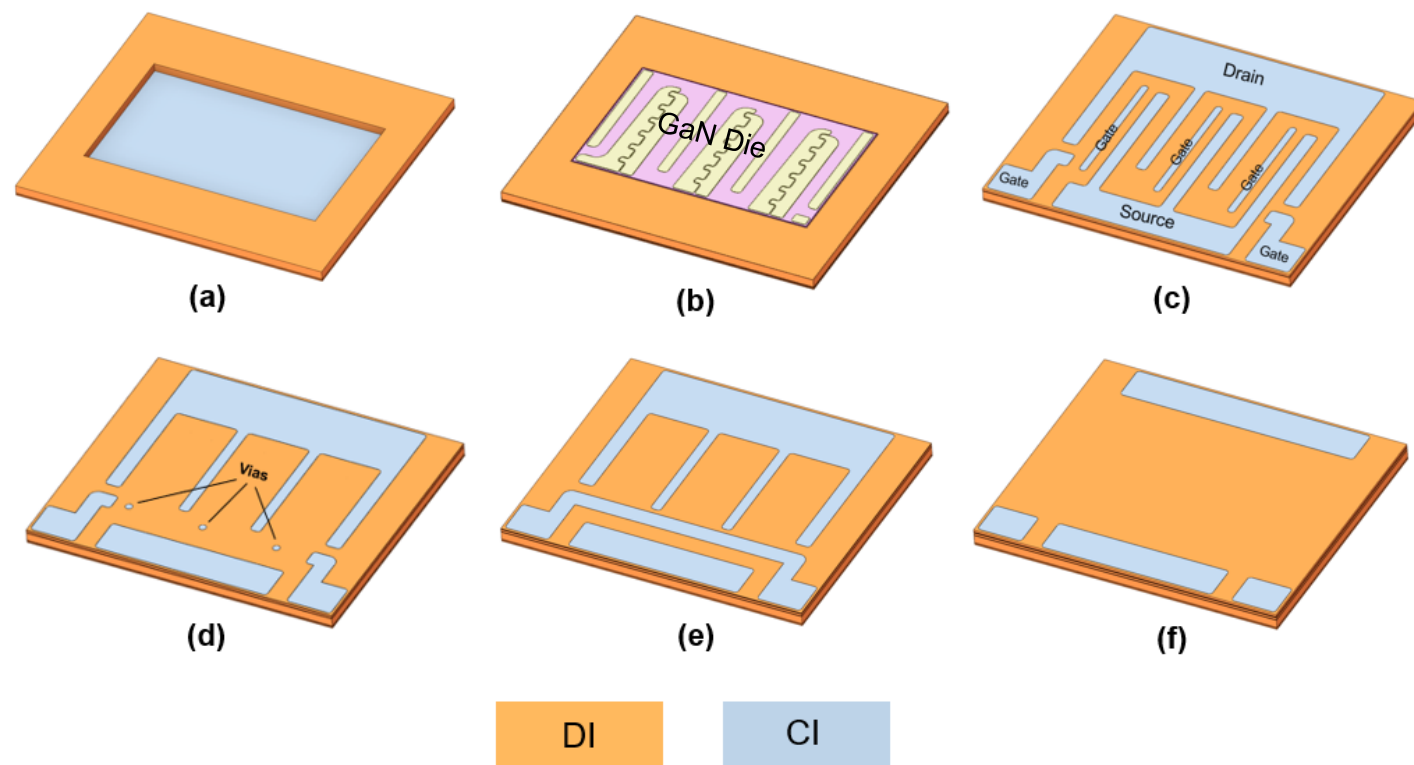 (a)
GaN Die
(b)
Drain
Gate
Gate
Gate
Gate
Source
Gate
(c)
Vias
(d)
(e)
(f)
DI
CI